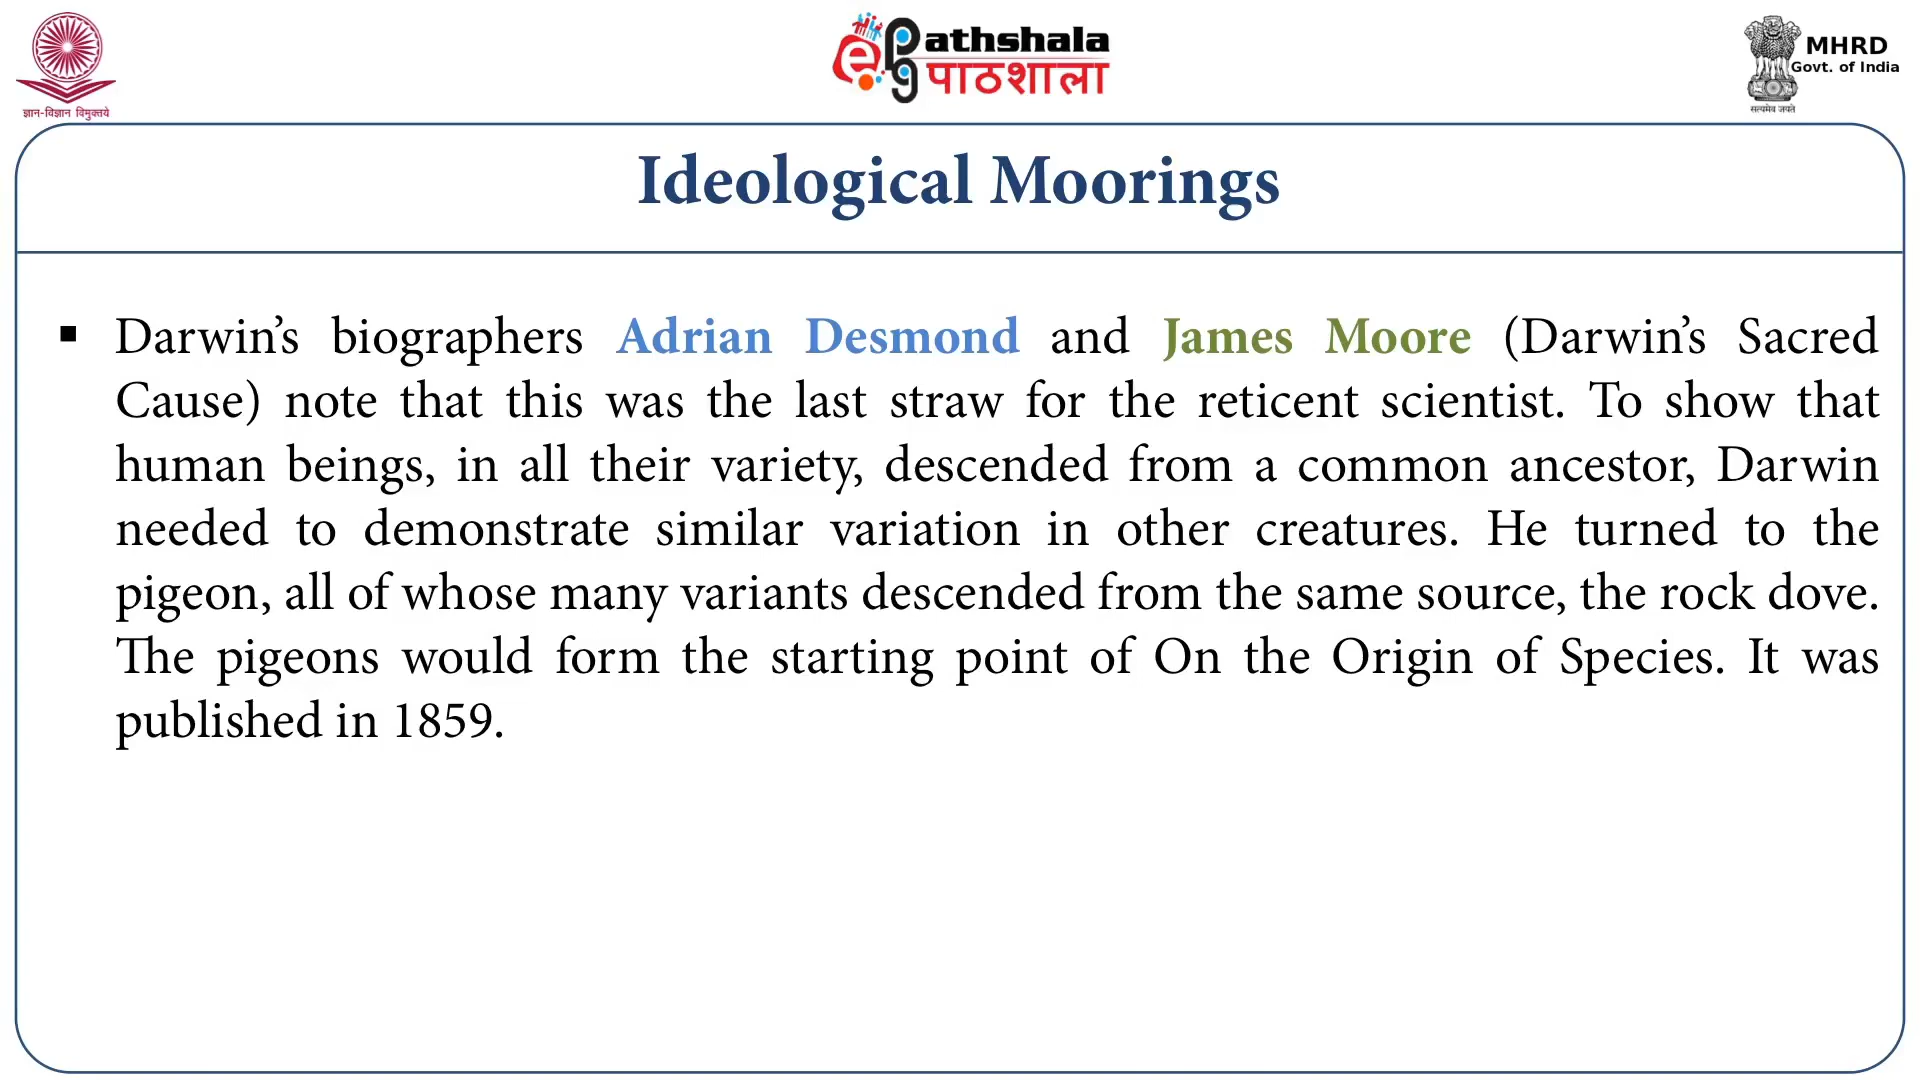 ज्ञान-विज्ञान विमुक्तये
ePG Pathshala
पाठशाला
MHRD
Govt. of India
सत्यमेव जयते
Ideological Moorings
▪ Darwin’s biographers Adrian Desmond and James Moore (Darwin’s Sacred
Cause) note that this was the last straw for the reticent scientist. To show that
human beings, in all their variety, descended from a common ancestor, Darwin
needed to demonstrate similar variation in other creatures. He turned to the
pigeon, all of whose many variants descended from the same source, the rock dove.
The pigeons would form the starting point of On the Origin of Species. It was
published in 1859.